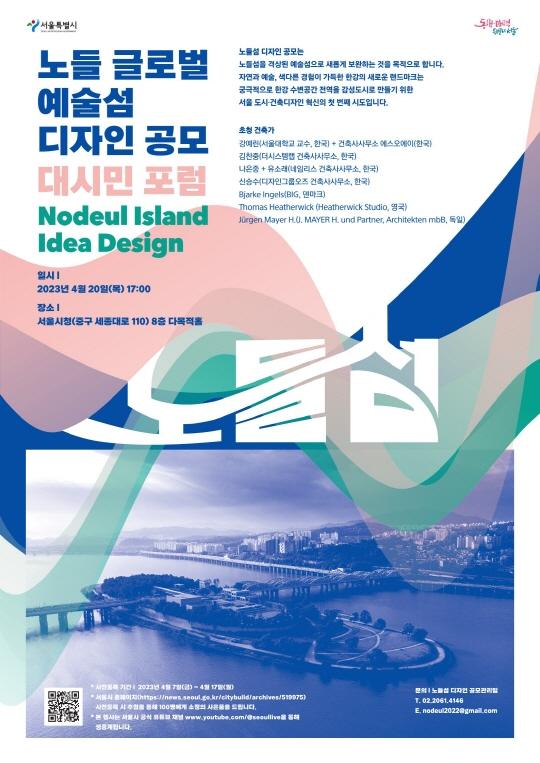 서울특별시
노들 글로벌
예술섬
디자인 공모
대시민 포럼
Nodeul Island
Idea Design
일시 I
2023년 4월 20일(목) 17:00
장소 I
서울시청(중구 세종대로 110) 8층 다목적홀
노들섬 디자인 공모는
노들섬을 격상된 예술섬으로 새롭게 보완하는 것을 목적으로 합니다.
자연과 예술, 색다른 경험이 가득한 한강의 새로운 랜드마크는
궁극적으로 한강 수변공간 전역을 감성도시로 만들기 위한
서울 도시·건축디자인 혁신의 첫 번째 시도입니다.
초청 건축가
강예린(서울대학교 교수, 한국) + 건축사사무소 에스오에이(한국)
김찬중(더시스템랩 건축사사무소, 한국)
나은중 + 유소래(네임리스 건축사사무소, 한국)
신승수(디자인그룹오즈 건축사사무소, 한국)
Bjarke Ingels(BIG, 덴마크)
Thomas Heatherwick (Heatherwick Studio, 영국)
Jürgen Mayer H.(J. MAYER H. und Partner, Architekten mbB, 독일)
노들섬
* 사전등록 기간 I 2023년 4월 7일(금) – 4월 17일(월)
* 서울시 홈페이지(https://news.seoul.go.kr/citybuild/archives/519975)
사전등록 시 추첨을 통해 100명에게 소정의 사은품을 드립니다.
* 본 행사는 서울시 공식 유튜브 채널 www.youtube.com/@seoullive을 통해
생중계합니다.
문의 I 노들섬 디자인 공모관리팀
T. 02.2061.4146
E. nodeul2022@gmail.com